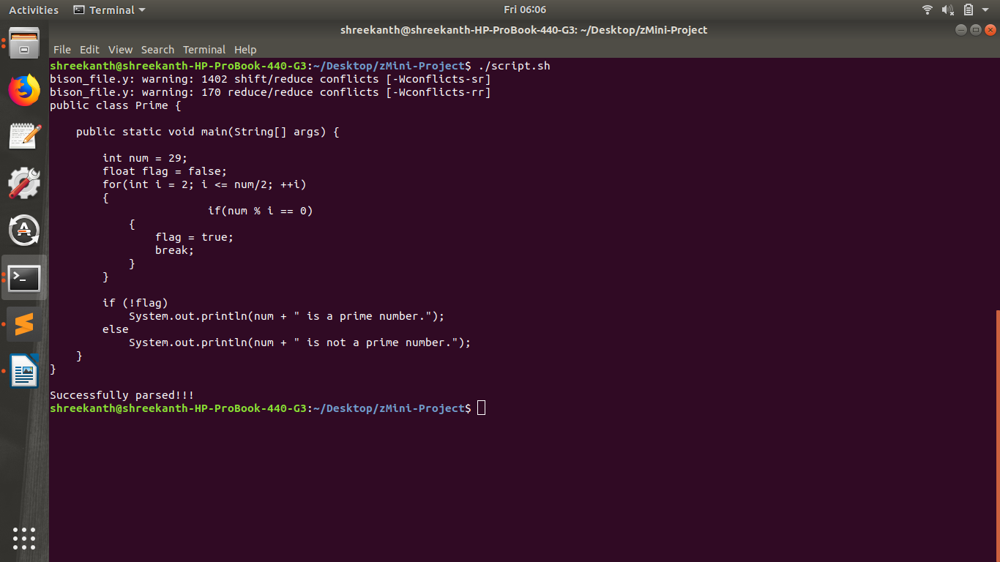 Activities Terminal Fri 06:06
shreekanth@shreekanth-HP-ProBook-440-G3: ~/Desktop/zMini-Project
File Edit View Search Terminal Help
shreekanth@shreekanth-HP-ProBook-440-G3:~/Desktop/zMini-Project$ ./script.sh
bison_file.y: warning: 1402 shift/reduce conflicts [-Wconflicts-sr]
bison_file.y: warning: 170 reduce/reduce conflicts [-Wconflicts-rr]
public class Prime {

    public static void main(String[] args) {

        int num = 29;
        float flag = false;
        for(int i = 2; i <= num/2; ++i)
        {
                        if(num % i == 0)
            {
                flag = true;
                break;
            }
        }

        if (!flag)
            System.out.println(num + " is a prime number.");
        else
            System.out.println(num + " is not a prime number.");
    }
}

Successfully parsed!!!
shreekanth@shreekanth-HP-ProBook-440-G3:~/Desktop/zMini-Project$